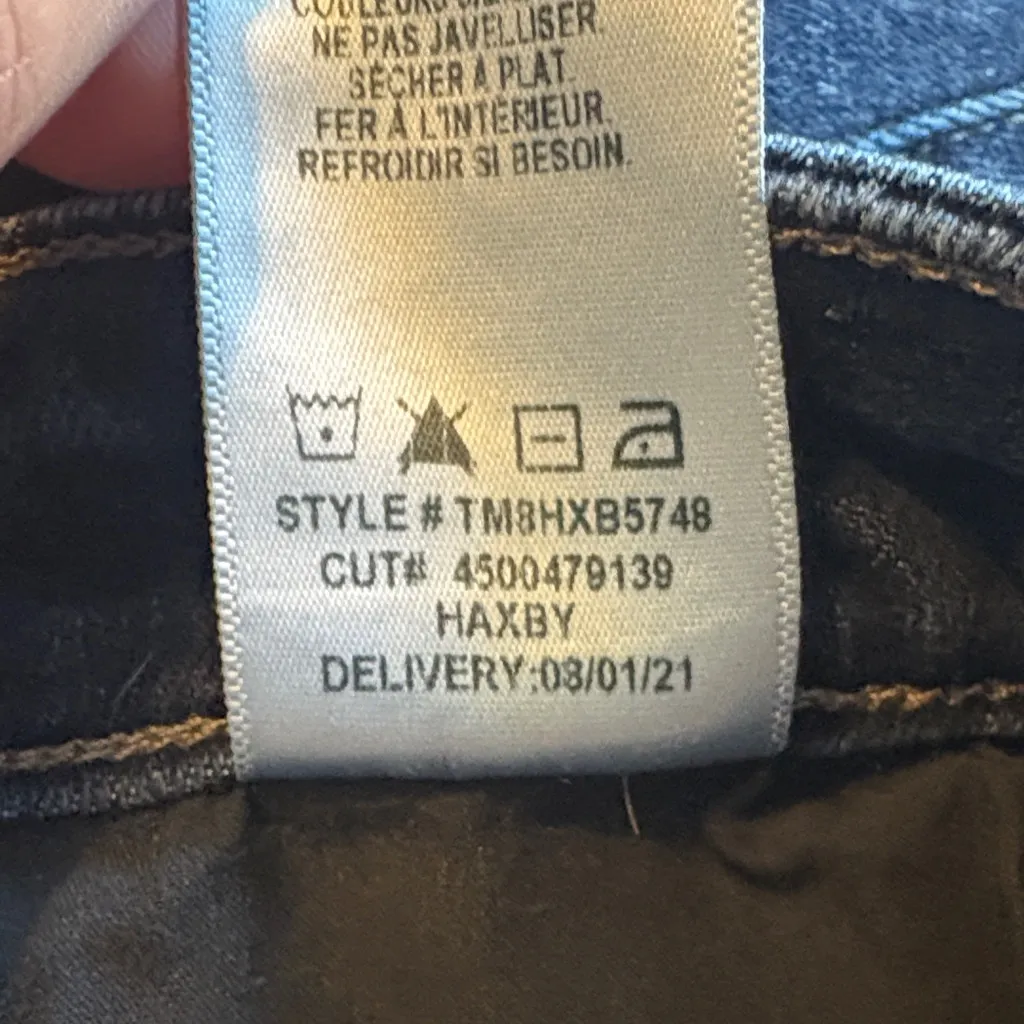 NE PAS JAVELLISER.
SÉCHER À PLAT.
FER À L'INTÉRIEUR.
REFROIDIR SI BESOIN.
STYLE # TM8HXB5748
CUT# 4500479139
HAXBY
DELIVERY:08/01/21